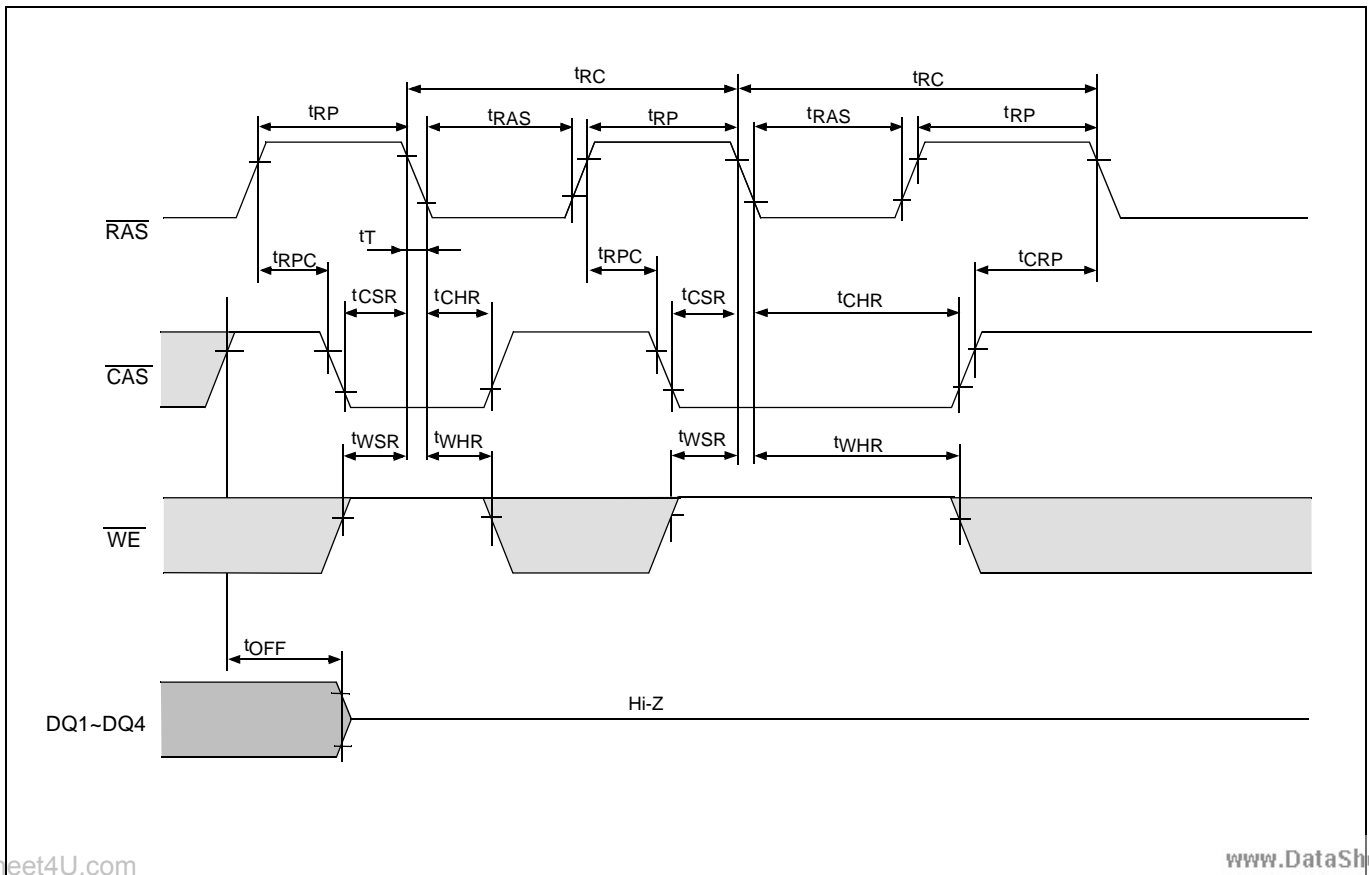 tRC tRC
tRP tRAS tRP tRAS tRP
RAS
tT
tRPC tRPC tCRP
tCSR tCHR tCSR tCHR
CAS
tWSR tWHR tWSR tWHR
WE
tOFF
Hi-Z
DQ1~DQ4
eet4U.com www.DataSh